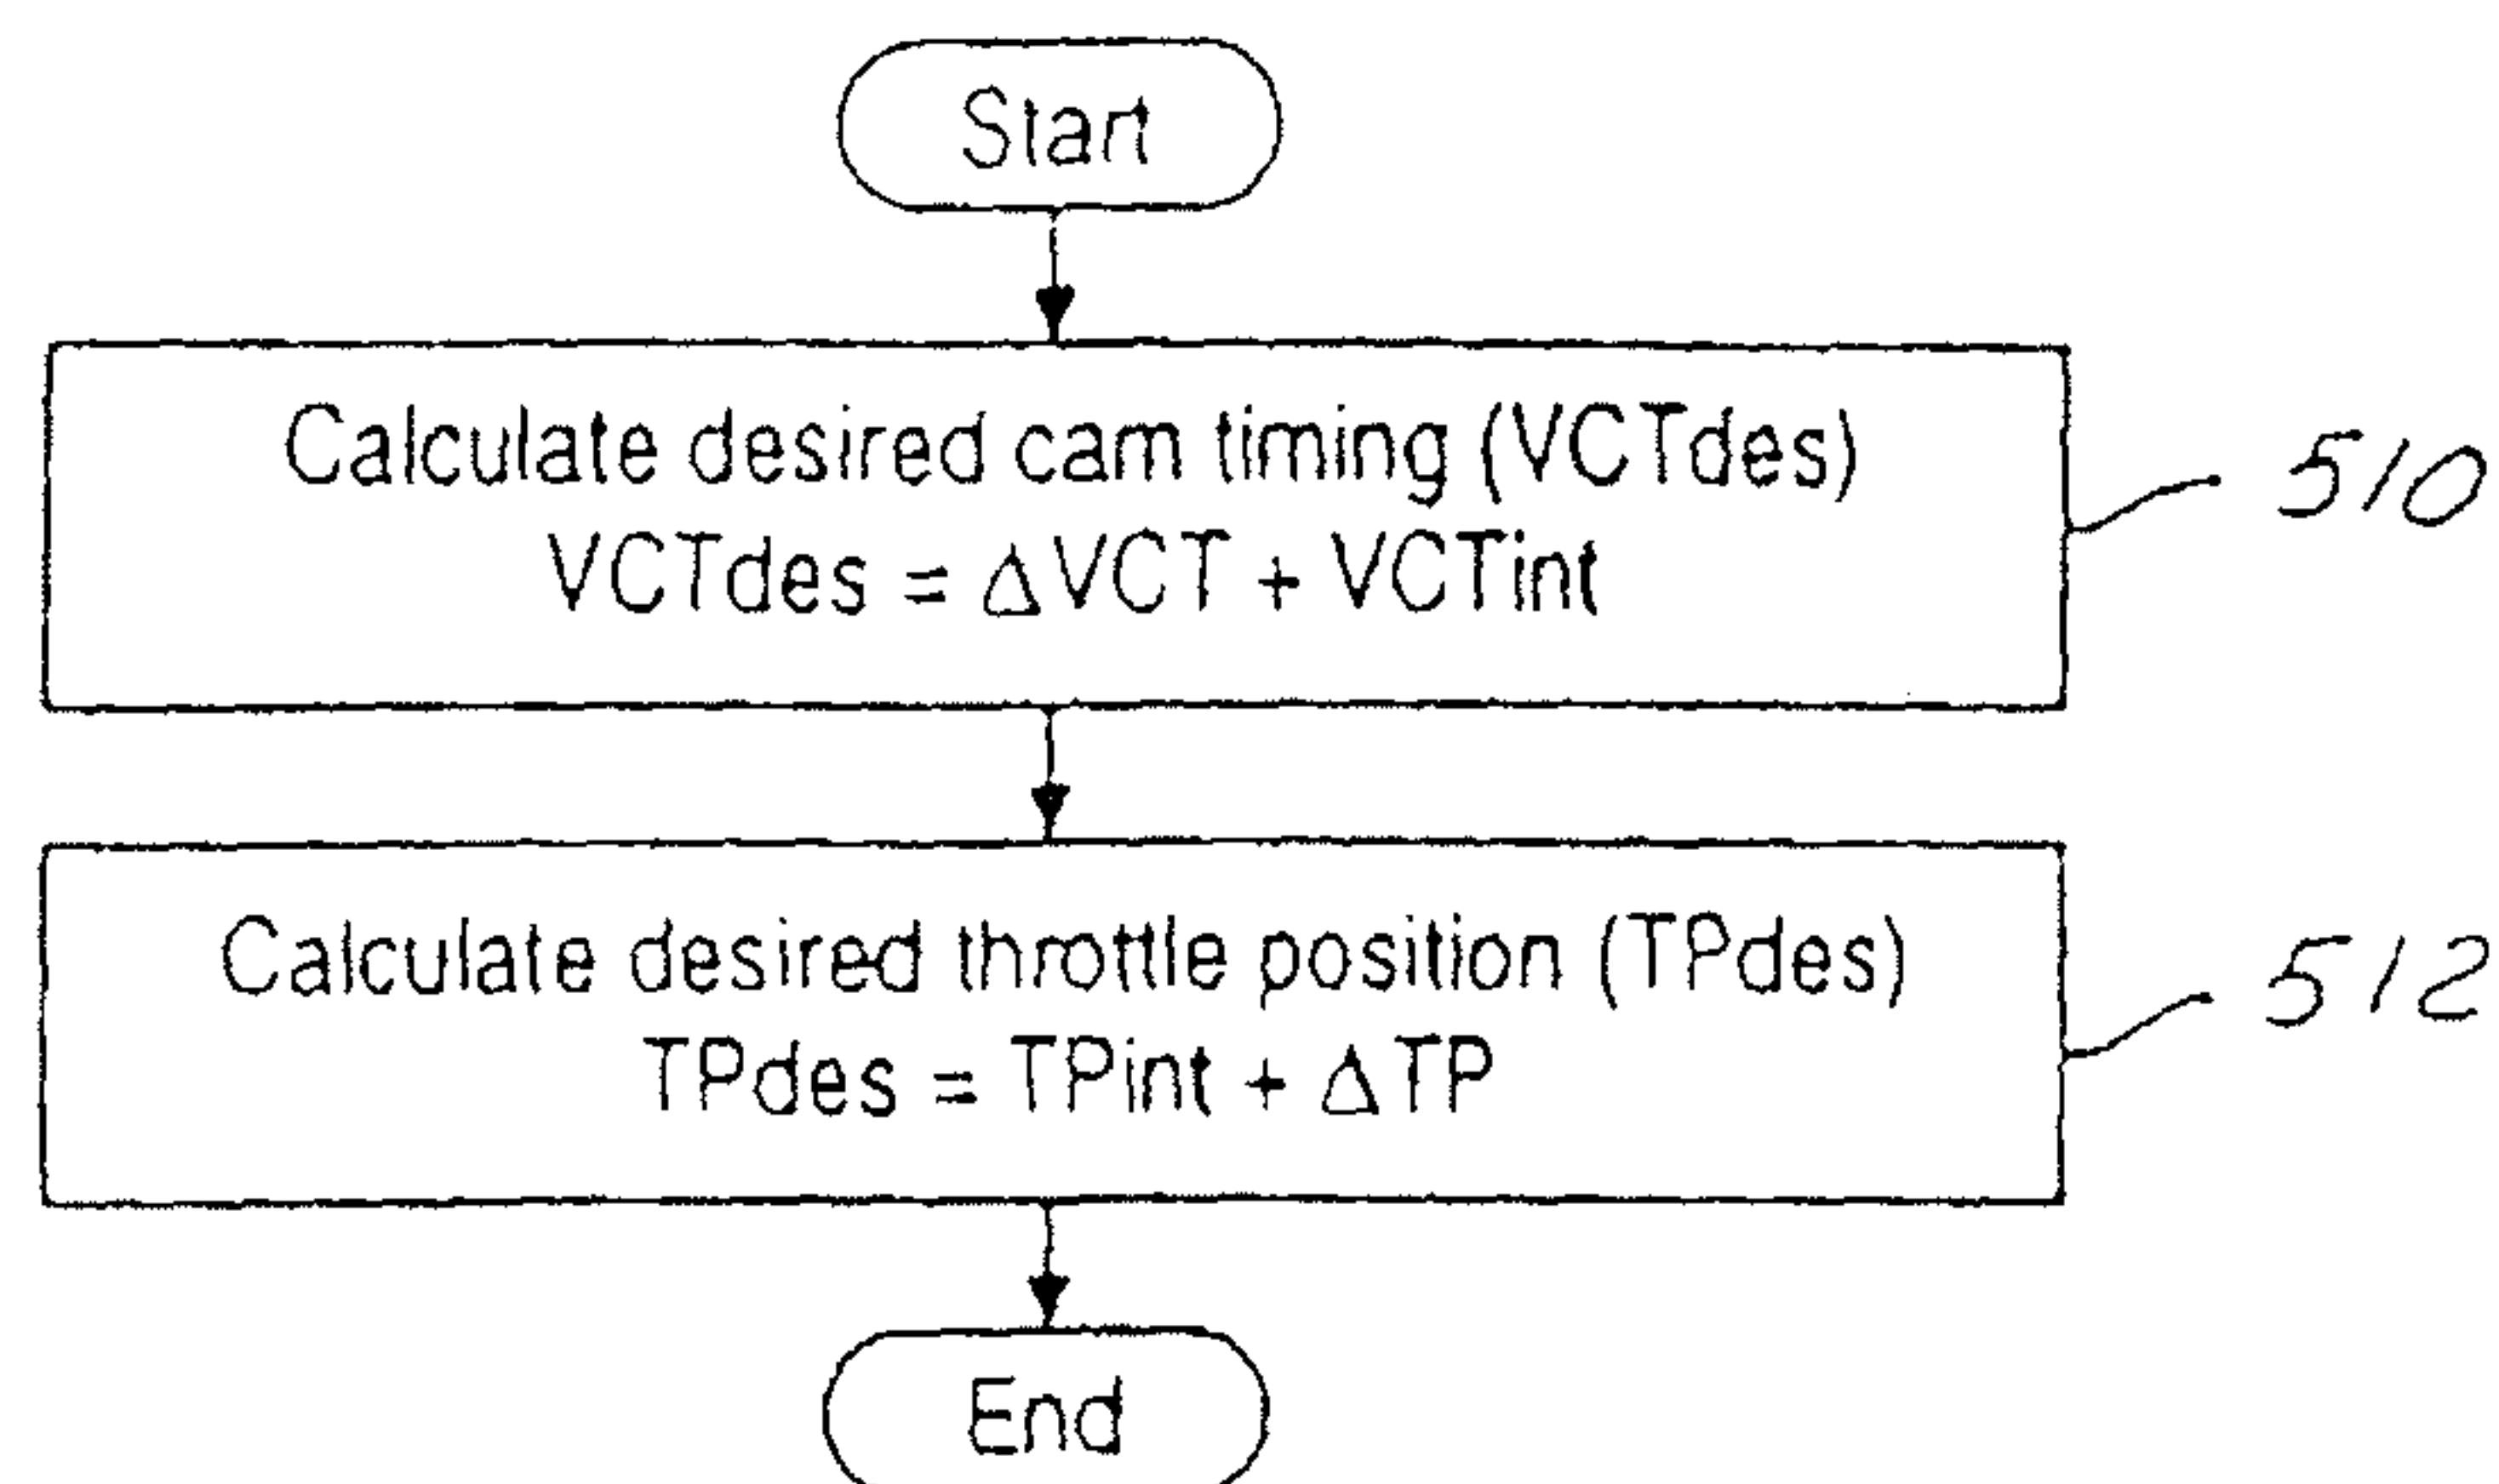 Start
Calculate desired cam timing (VCTdes)
VCTdes = ΔVCT + VCTint
510
Calculate desired throttle position (TPdes)
TPdes = TPint + ΔTP
512
End